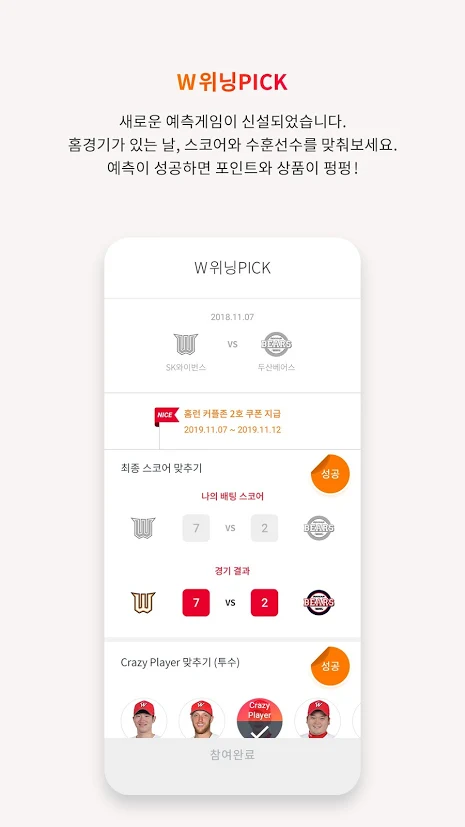 W위닝PICK
새로운 예측게임이 신설되었습니다.
홈경기가 있는 날, 스코어와 수훈선수를 맞춰보세요.
예측이 성공하면 포인트와 상품이 펑펑!
W위닝PICK
2018.11.07
W
VS
BEARS
SK와이번스
두산베어스
NICE
홈런 커플존 2호 쿠폰 지급
2019.11.07 ~ 2019.11.12
최종 스코어 맞추기
성공
나의 배팅 스코어
W
7
VS
2
BEARS
경기 결과
W
7
VS
2
BEARS
Crazy Player 맞추기 (투수)
성공
Crazy
Player
참여완료